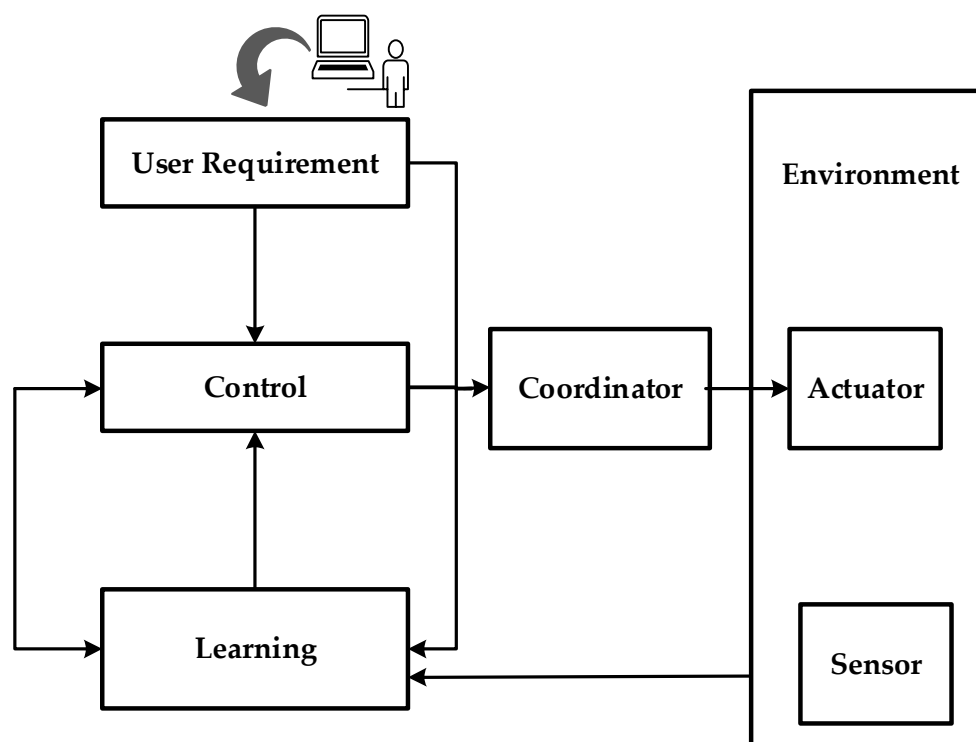 User Requirement
Environment
Control
Coordinator
Actuator
Learning
Sensor